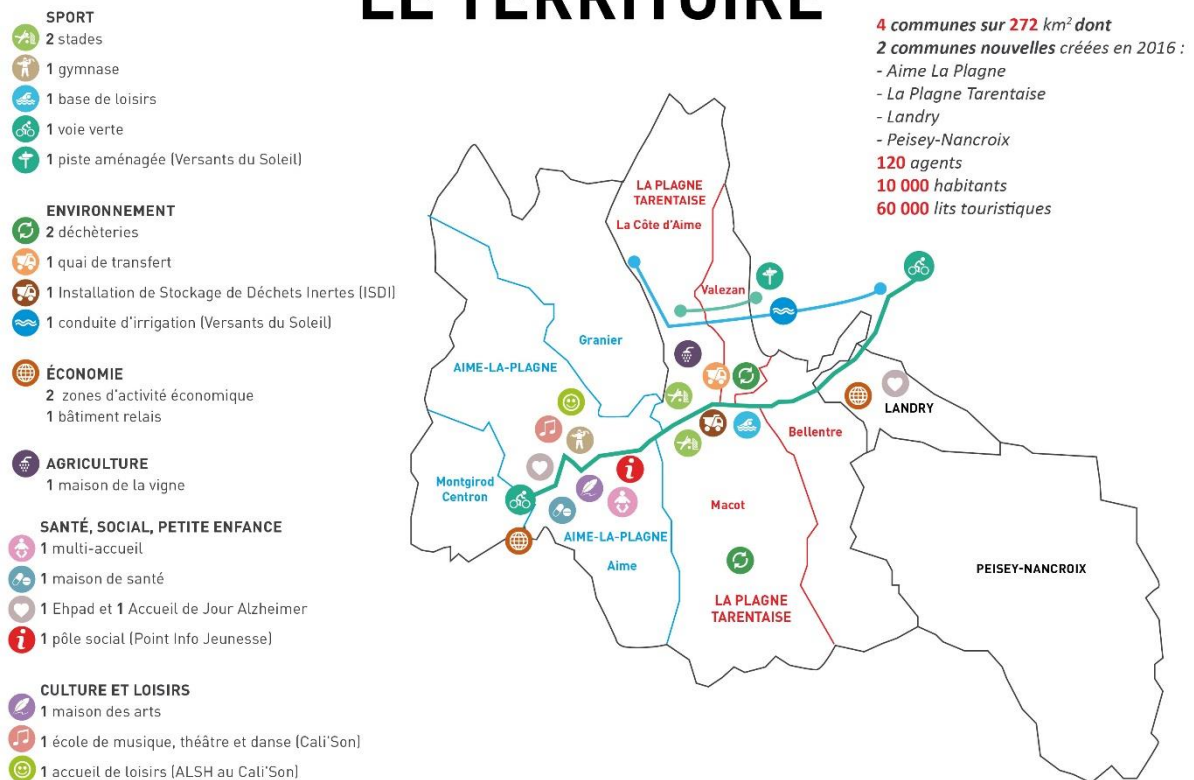 LE TERRITOIRE
SPORT
2 stades
1 gymnase
1 base de loisirs
1 voie verte
1 piste aménagée (Versants du Soleil)
ENVIRONNEMENT
2 déchèteries
1 quai de transfert
1 Installation de Stockage de Déchets Inertes (ISDI)
1 conduite d'irrigation (Versants du Soleil)
ÉCONOMIE
2 zones d'activité économique
1 bâtiment relais
AGRICULTURE
1 maison de la vigne
SANTÉ, SOCIAL, PETITE ENFANCE
1 multi-accueil
1 maison de santé
1 Ehpad et 1 Accueil de Jour Alzheimer
1 pôle social (Point Info Jeunesse)
CULTURE ET LOISIRS
1 maison des arts
1 école de musique, théâtre et danse (Cali'Son)
1 accueil de loisirs (ALSH au Cali'Son)
4 communes sur 272 km² dont
2 communes nouvelles créées en 2016 :
- Aime La Plagne
- La Plagne Tarentaise
- Landry
- Peisey-Nancroix
120 agents
10 000 habitants
60 000 lits touristiques
LA PLAGNE
TARENTAISE
La Côte d'Aime
Valezan
Granier
AIME-LA-PLAGNE
LANDRY
Bellentre
Montgirod
Centron
Macot
AIME-LA-PLAGNE
Aime
PEISEY-NANCROIX
LA PLAGNE
TARENTAISE